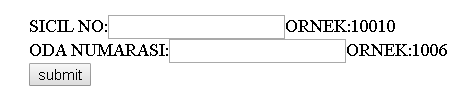 SICIL NO: ORNEK:10010
ODA NUMARASI: ORNEK:1006
submit